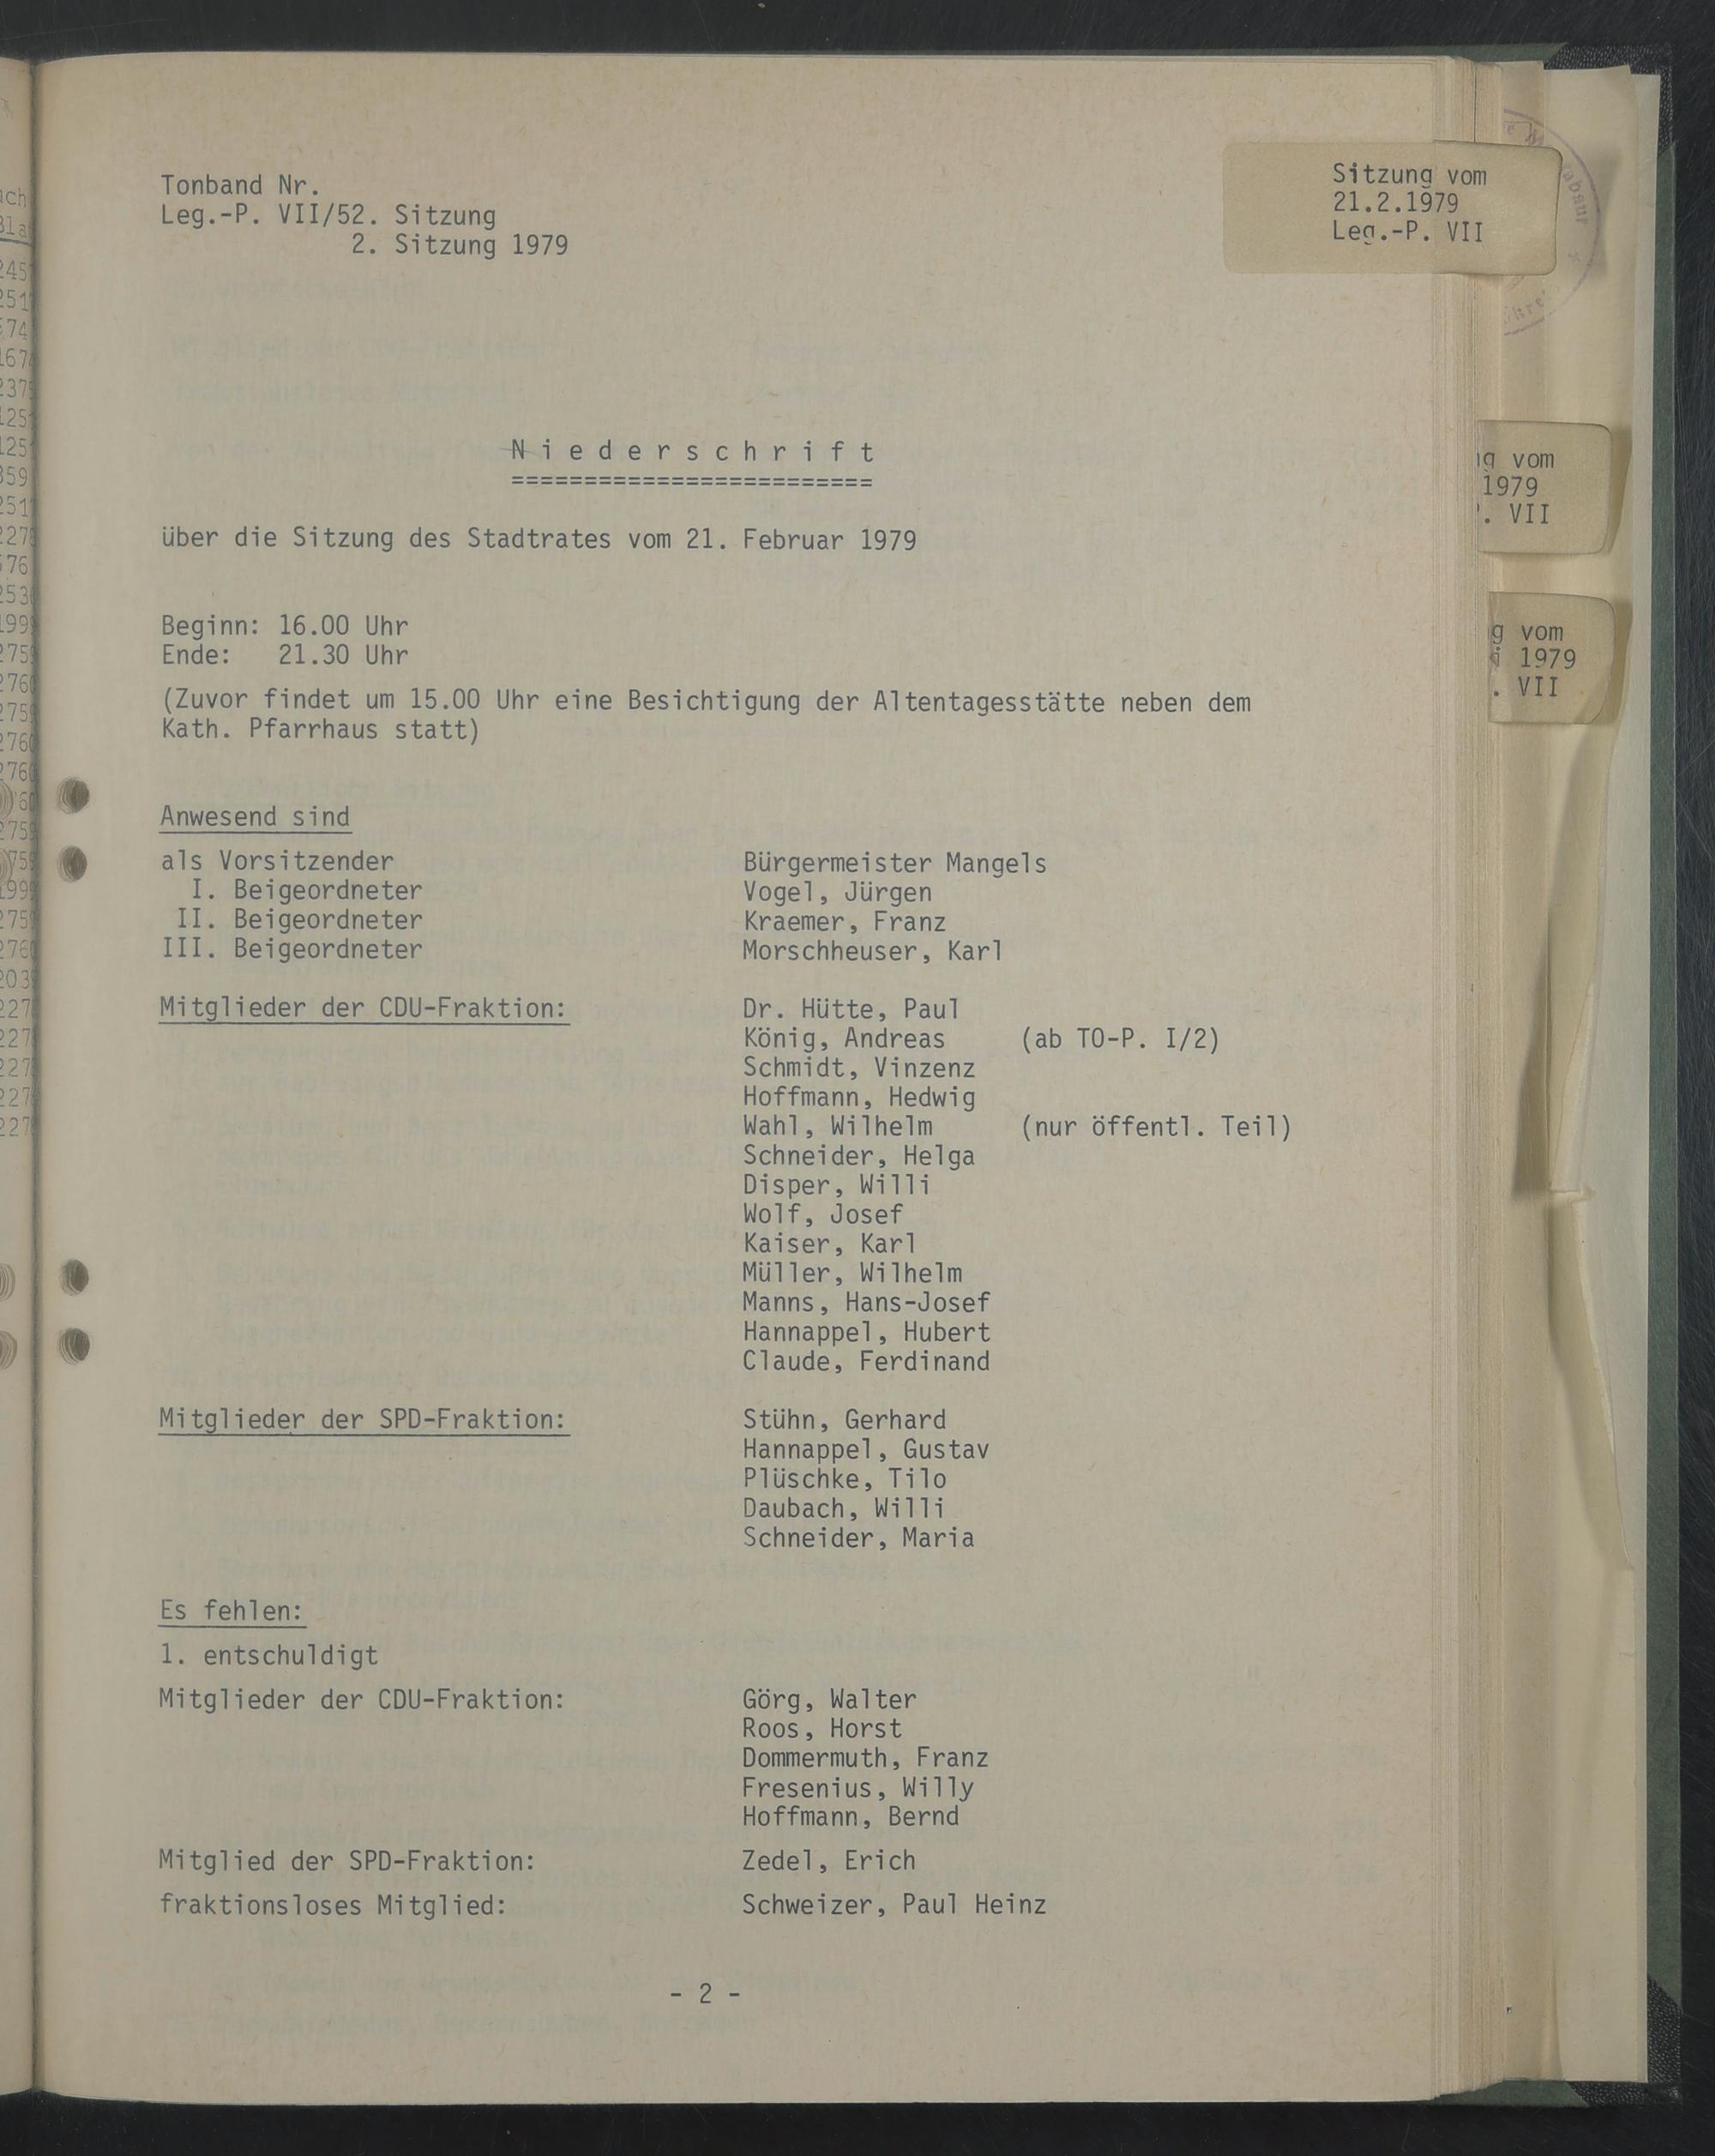 Tonband Nr.
Leg.-P. VII/52. Sitzung
2. Sitzung 1979
Sitzung vom
21.2.1979
Leg.-P. VII
N i e d e r s c h r i f t
=========================
über die Sitzung des Stadtrates vom 21. Februar 1979
Beginn: 16.00 Uhr
Ende: 21.30 Uhr
(Zuvor findet um 15.00 Uhr eine Besichtigung der Altentagesstätte neben dem
Kath. Pfarrhaus statt)
Anwesend sind
als Vorsitzender Bürgermeister Mangels
I. Beigeordneter Vogel, Jürgen
II. Beigeordneter Kraemer, Franz
III. Beigeordneter Morschheuser, Karl
Mitglieder der CDU-Fraktion: Dr. Hütte, Paul
König, Andreas (ab TO-P. I/2)
Schmidt, Vinzenz
Hoffmann, Hedwig
Wahl, Wilhelm (nur öffentl. Teil)
Schneider, Helga
Disper, Willi
Wolf, Josef
Kaiser, Karl
Müller, Wilhelm
Manns, Hans-Josef
Hannappel, Hubert
Claude, Ferdinand
Mitglieder der SPD-Fraktion: Stühn, Gerhard
Hannappel, Gustav
Plüschke, Tilo
Daubach, Willi
Schneider, Maria
Es fehlen:
1. entschuldigt
Mitglieder der CDU-Fraktion: Görg, Walter
Roos, Horst
Dommermuth, Franz
Fresenius, Willy
Hoffmann, Bernd
Mitglied der SPD-Fraktion: Zedel, Erich
fraktionsloses Mitglied: Schweizer, Paul Heinz
- 2 -
vom
1979
VII
vom
1979
. VII